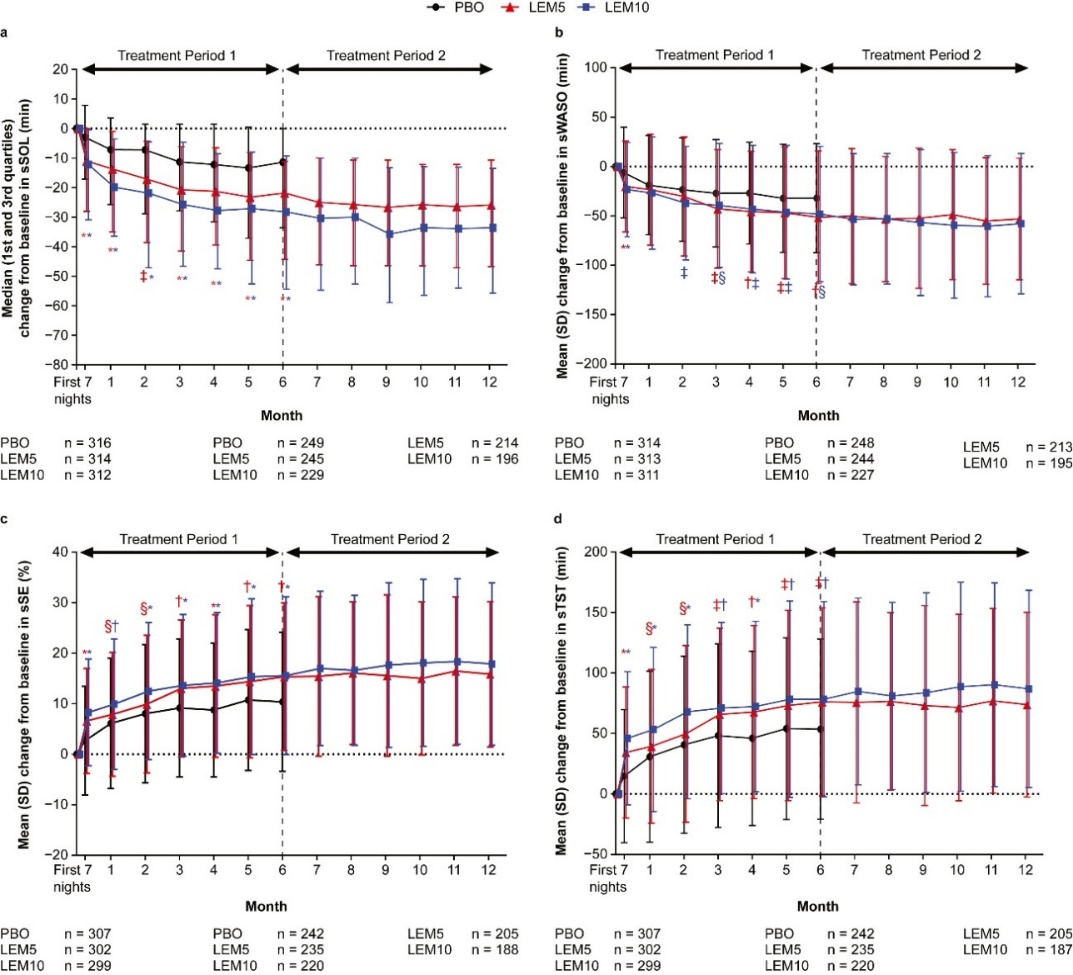 PBO LEM5 LEM10
a
Treatment Period 1 Treatment Period 2
Median (1st and 3rd quartiles)
change from baseline in sSOL (min)
20
10
0
−10
−20
−30
−40
−50
−60
−70
−80
** ** ‡* ** ** ** **
First 7 1 2 3 4 5 6 7 8 9 10 11 12
nights
Month
PBO n = 316 PBO n = 249 LEM5 n = 214
LEM5 n = 314 LEM5 n = 245 LEM10 n = 196
LEM10 n = 312 LEM10 n = 229
b
Treatment Period 1 Treatment Period 2
Mean (SD) change from baseline in sWASO (min)
100
50
0
−50
−100
−150
−200
** ‡ ‡§ †‡ ‡‡ †§
First 7 1 2 3 4 5 6 7 8 9 10 11 12
nights
Month
PBO n = 314 PBO n = 248 LEM5 n = 213
LEM5 n = 313 LEM5 n = 244 LEM10 n = 195
LEM10 n = 311 LEM10 n = 227
c
Treatment Period 1 Treatment Period 2
Mean (SD) change from baseline in sSE (%)
40
30
20
10
0
−10
−20
** §† §* †* ** †* †*
First 7 1 2 3 4 5 6 7 8 9 10 11 12
nights
Month
PBO n = 307 PBO n = 242 LEM5 n = 205
LEM5 n = 302 LEM5 n = 235 LEM10 n = 188
LEM10 n = 299 LEM10 n = 220
d
Treatment Period 1 Treatment Period 2
Mean (SD) change from baseline in sTST (min)
200
150
100
50
0
−50
** §* §* ‡† †* ‡† ‡†
First 7 1 2 3 4 5 6 7 8 9 10 11 12
nights
Month
PBO n = 307 PBO n = 242 LEM5 n = 205
LEM5 n = 302 LEM5 n = 235 LEM10 n = 187
LEM10 n = 299 LEM10 n = 220